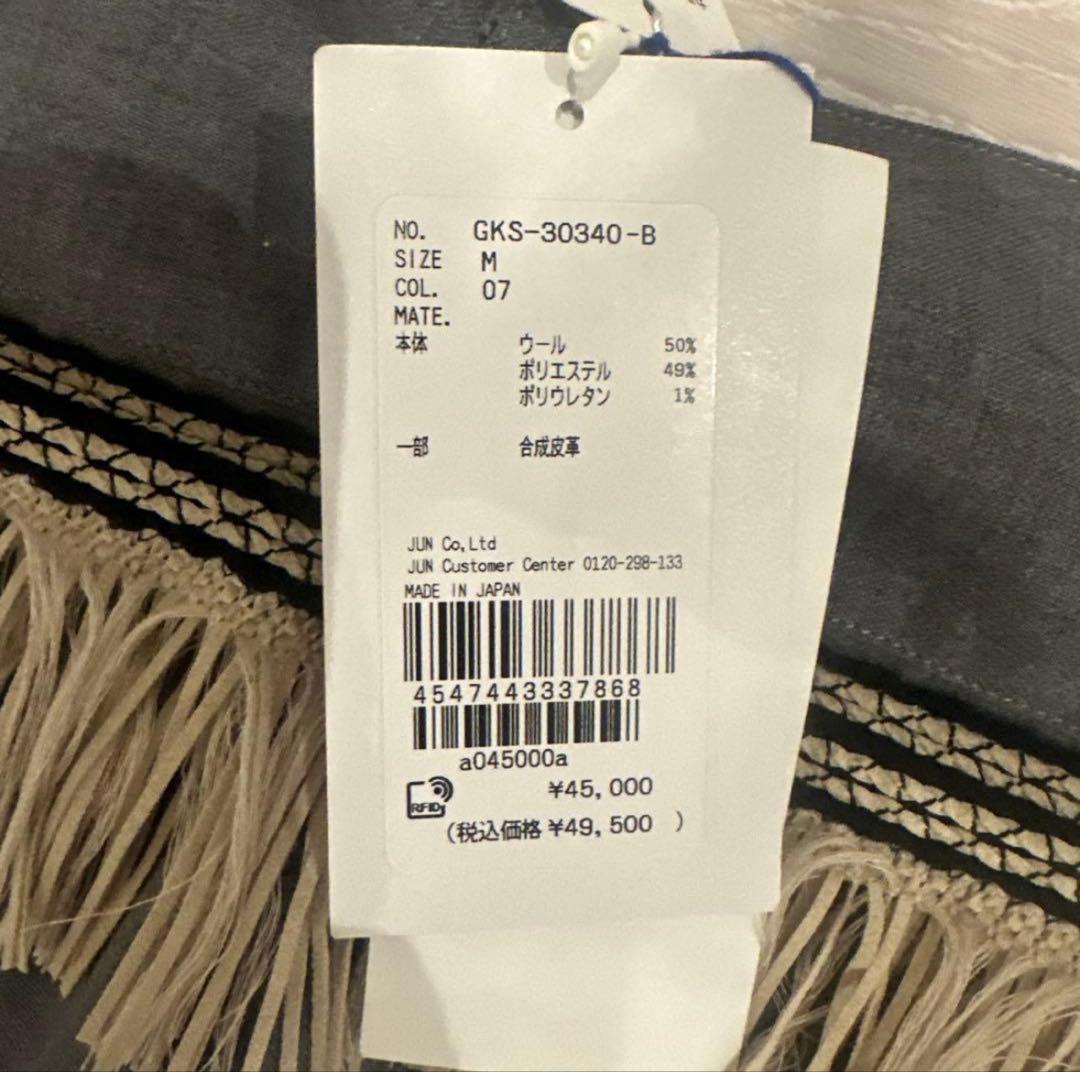 NO. GKS-30340-B
SIZE M
COL. 07
MATE.
本体 ウール 50%
ポリエステル 49%
ポリウレタン 1%
一部 合成皮革
JUN Co,Ltd
JUN Customer Center 0120-298-133
MADE IN JAPAN
4547443337868
a045000a
RFID
¥45,000
(税込価格¥49,500 )